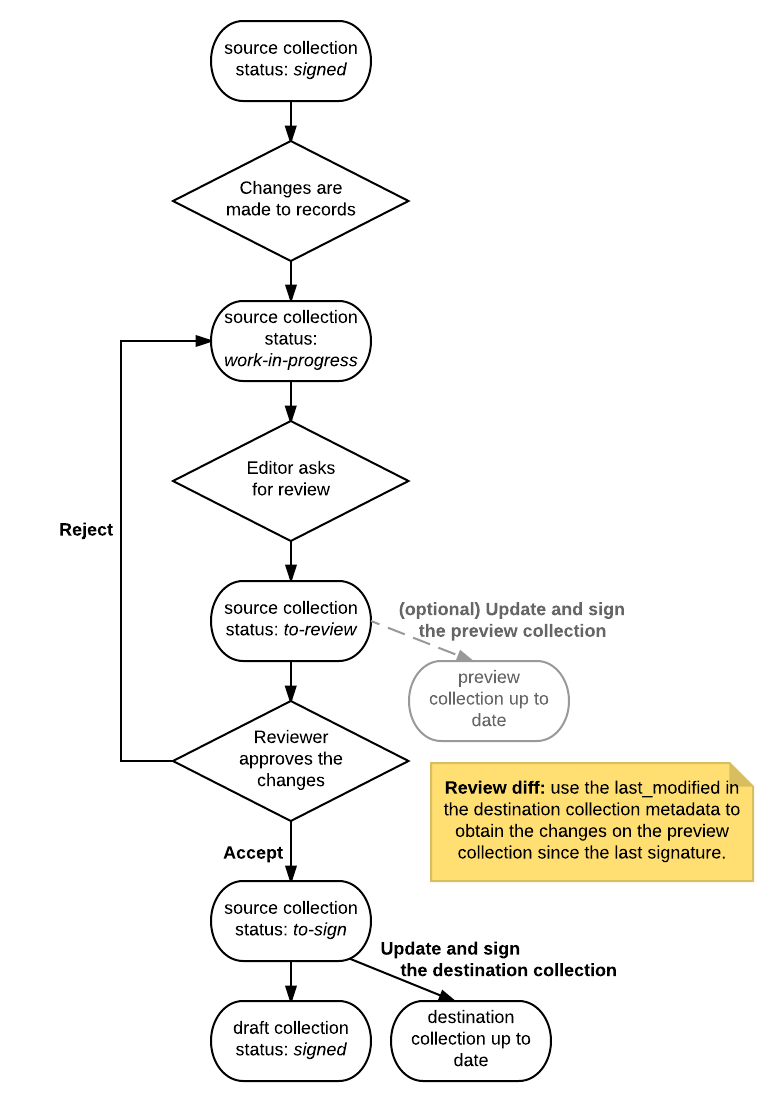 source collection
status: signed
Changes are
made to records
source collection
status:
work-in-progress
Editor asks
for review
Reject
source collection
status: to-review
(optional) Update and sign
the preview collection
preview
collection up to
date
Reviewer
approves the
changes
Review diff: use the last_modified in
the destination collection metadata to
obtain the changes on the preview
collection since the last signature.
Accept
source collection
status: to-sign
Update and sign
the destination collection
draft collection
status: signed
destination
collection up to
date